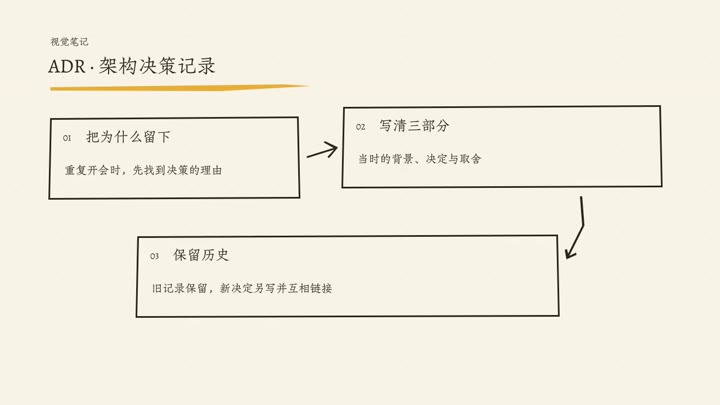 视觉笔记
ADR · 架构决策记录
01 把为什么留下
重复开会时，先找到决策的理由
02 写清三部分
当时的背景、决定与取舍
03 保留历史
旧记录保留，新决定另写并互相链接